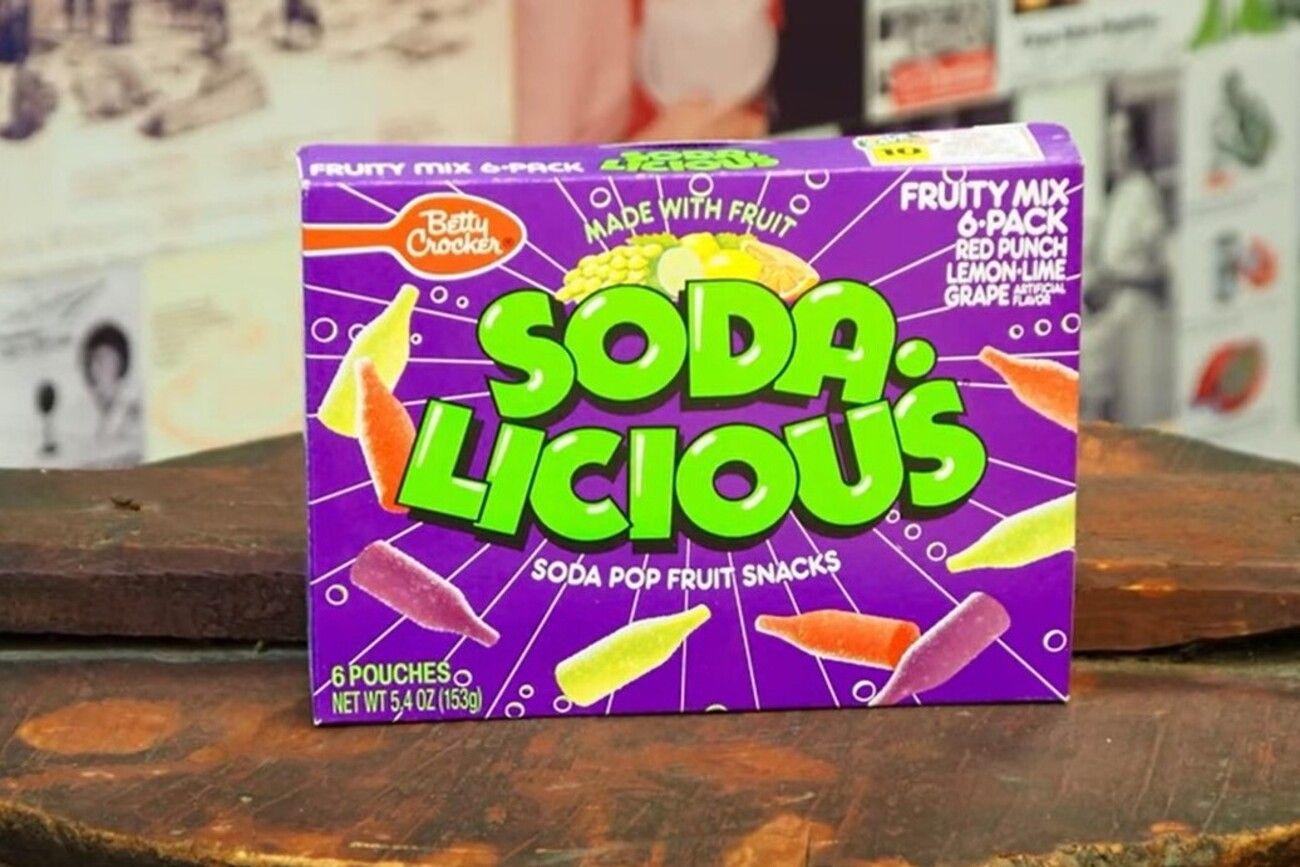 FRUITY MIX 6-PACK
SODA-
LICIOUS
10
Betty
Crocker®
MADE WITH FRUIT
FRUITY MIX
6-PACK
RED PUNCH
LEMON-LIME
GRAPE ARTIFICIAL
FLAVOR
SODA-
LICIOUS
SODA POP FRUIT SNACKS
6 POUCHES
NET WT 5.4 OZ (153g)